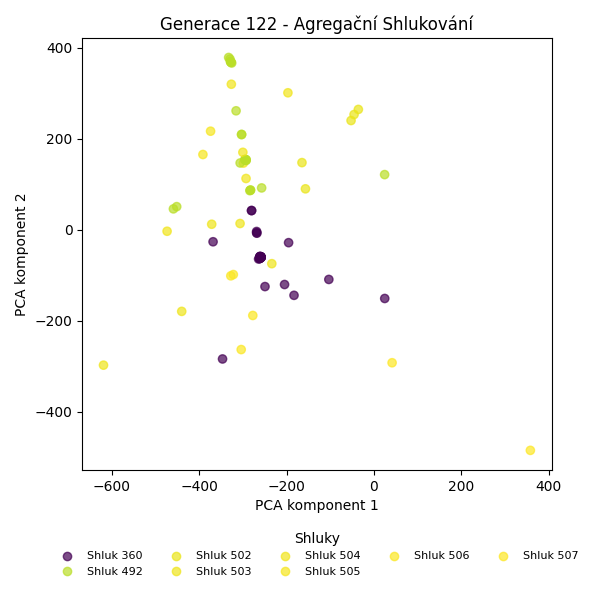 Generace 122 - Agregační Shlukování
400
200
0
−200
−400
PCA komponent 2
−600 −400 −200 0 200 400
PCA komponent 1
Shluky
Shluk 360 Shluk 502 Shluk 504 Shluk 506 Shluk 507
Shluk 492 Shluk 503 Shluk 505